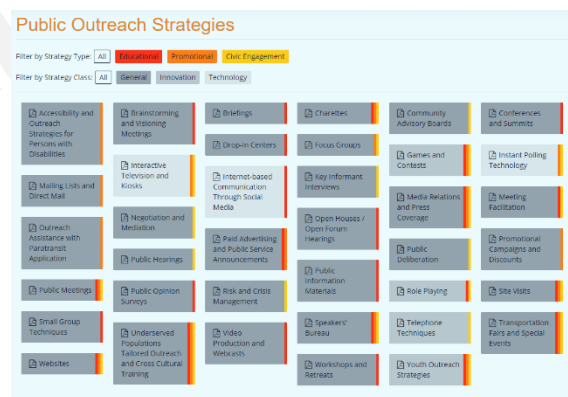 Public Outreach Strategies
Filter by Strategy Type: All Educational Promotional Civic Engagement
Filter by Strategy Class: All General Innovation Technology
Accessibility and
Outreach
Strategies for
Persons with
Disabilities
Mailing Lists and
Direct Mail
Outreach
Assistance with
Paratransit
Application
Public Meetings
Small Group
Techniques
Websites
Brainstorming
and Visioning
Meetings
Interactive
Television and
Kiosks
Negotiation and
Mediation
Public Hearings
Public Opinion
Surveys
Underserved
Populations
Tailored Outreach
and Cross Cultural
Training
Briefings
Drop-in Centers
Internet-based
Communication
Through Social
Media
Paid Advertising
and Public Service
Announcements
Risk and Crisis
Management
Video
Production and
Webcasts
Charettes
Focus Groups
Key Informant
Interviews
Open Houses /
Open Forum
Hearings
Public
Information
Materials
Speakers'
Bureau
Workshops and
Retreats
Community
Advisory Boards
Games and
Contests
Media Relations
and Press
Coverage
Public
Deliberation
Role Playing
Telephone
Techniques
Youth Outreach
Strategies
Conferences
and Summits
Instant Polling
Technology
Meeting
Facilitation
Promotional
Campaigns and
Discounts
Site Visits
Transportation
Fairs and Special
Events